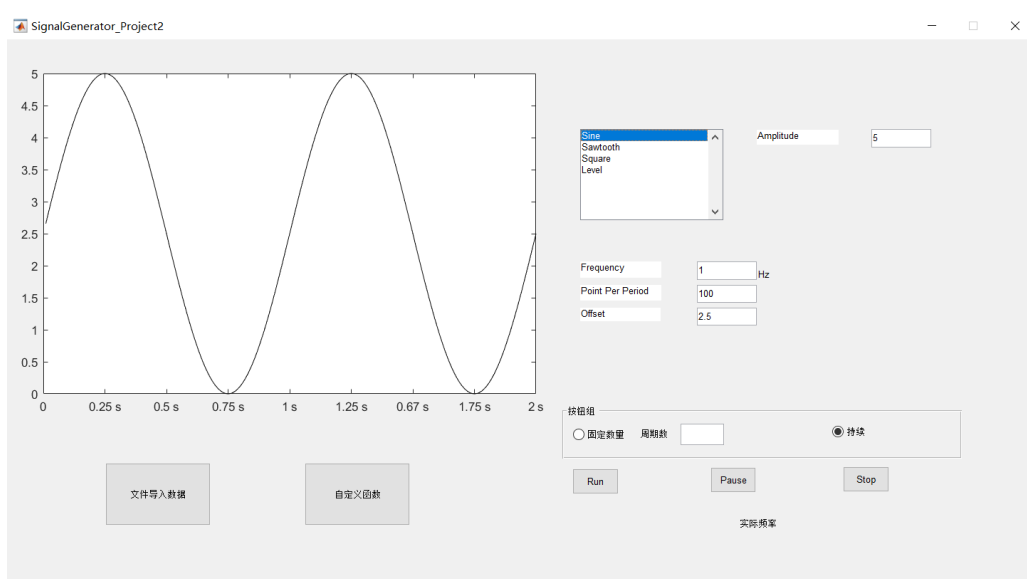 SignalGenerator_Project2
5
4.5
4
3.5
3
2.5
2
1.5
1
0.5
0
0 0.25 s 0.5 s 0.75 s 1 s 1.25 s 0.67 s 1.75 s 2 s
文件导入数据 自定义函数
Sine
Sawtooth
Square
Level
Amplitude 5
Frequency 1 Hz
Point Per Period 100
Offset 2.5
按钮组
固定数量 周期数 持续
Run Pause Stop
实际频率